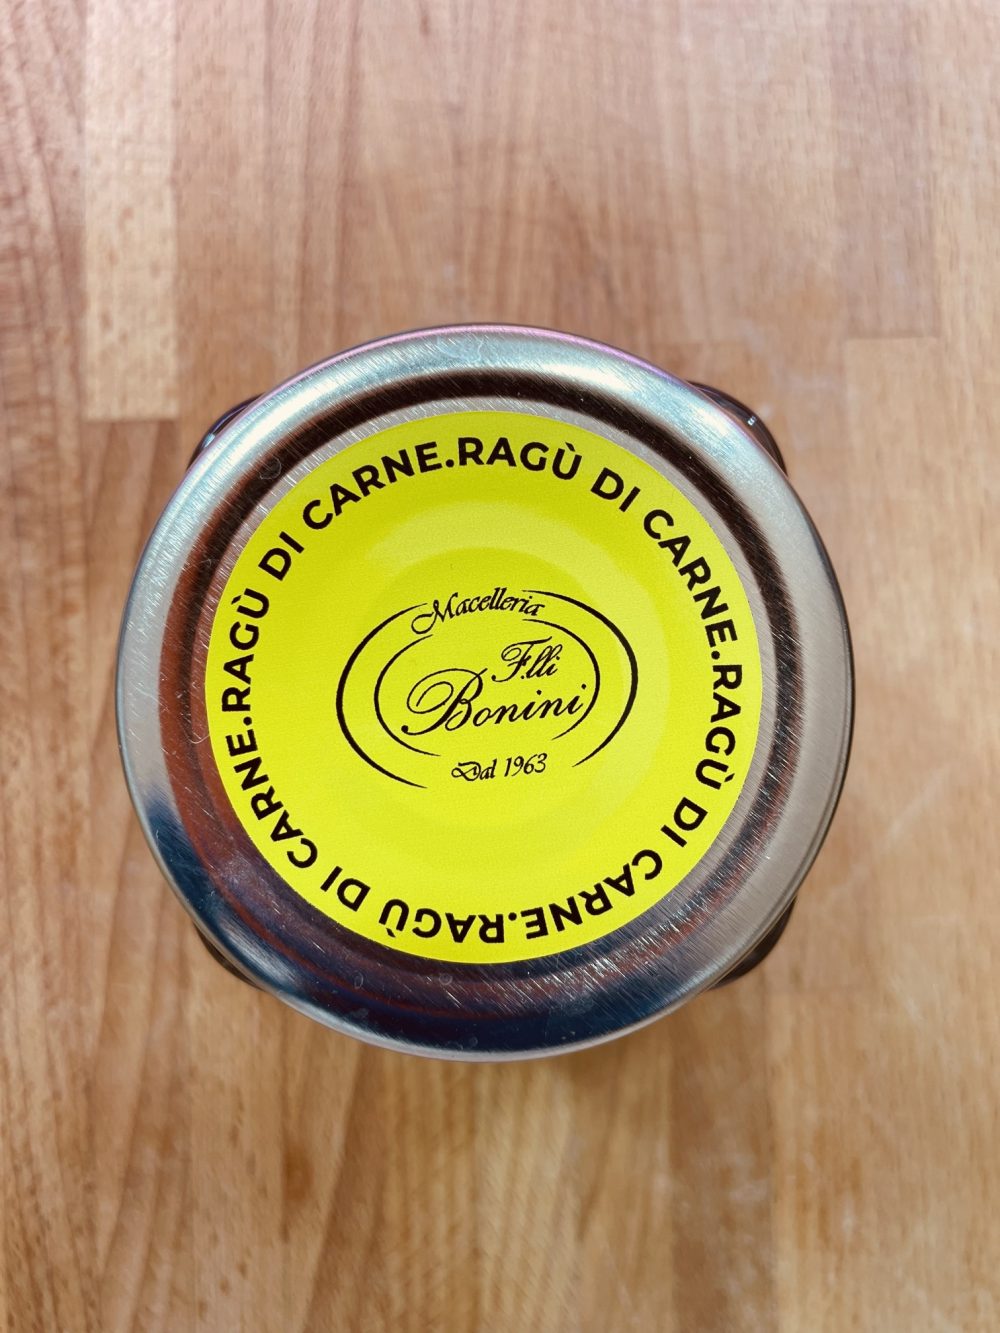 RAGÙ DI CARNE.RAGÙ DI CARNE.RAGÙ DI CARNE.RAGÙ DI CARNE.
Macelleria
F.lli
Bonini
Dal 1963